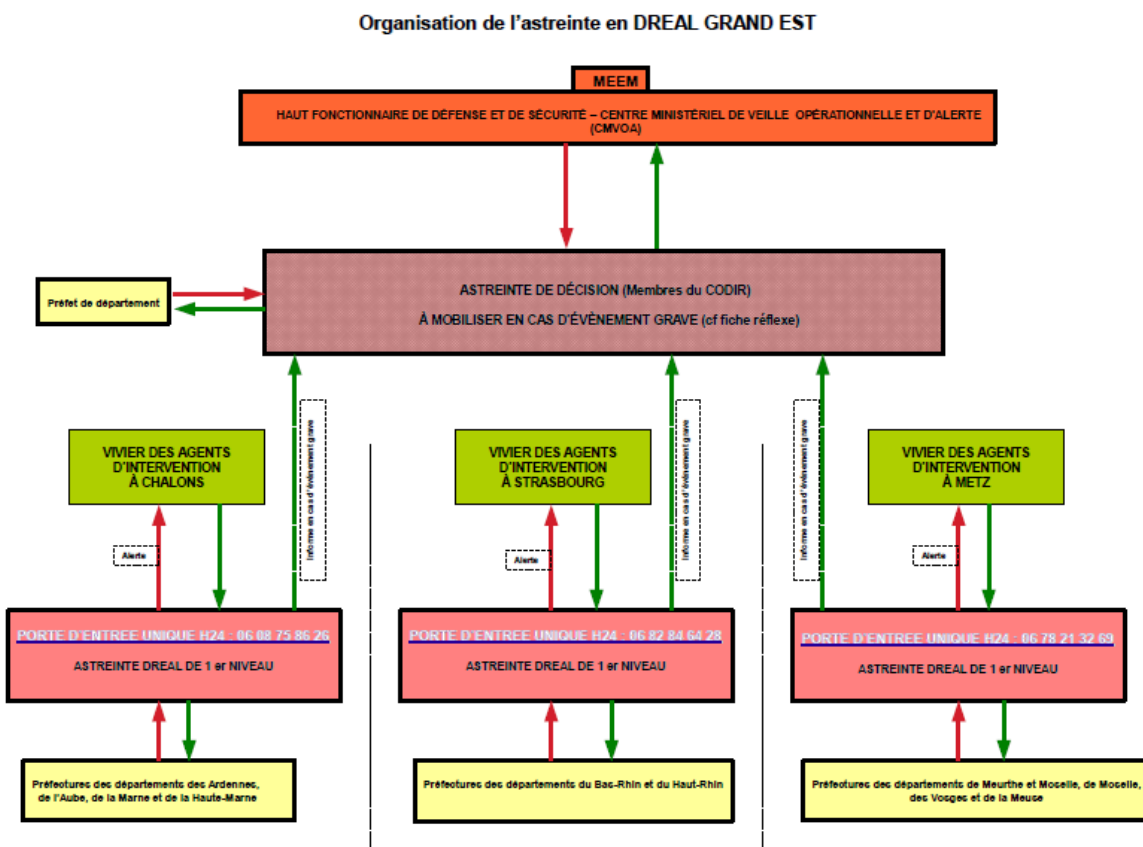 Organisation de l'astreinte en DREAL GRAND EST
MEEM
HAUT FONCTIONNAIRE DE DÉFENSE ET DE SÉCURITÉ – CENTRE MINISTÉRIEL DE VEILLE OPÉRATIONNELLE ET D'ALERTE
(CMVOA)
Préfet de département
ASTREINTE DE DÉCISION (Membres du CODIR)
À MOBILISER EN CAS D'ÉVÈNEMENT GRAVE (cf fiche réflexe)
VIVIER DES AGENTS
D'INTERVENTION
À CHALONS
Alerte
Informe en cas d'évènement grave
PORTE D'ENTREE UNIQUE H24 : 06 08 75 86 26
ASTREINTE DREAL DE 1 er NIVEAU
Préfectures des départements des Ardennes,
de l'Aube, de la Marne et de la Haute-Marne
VIVIER DES AGENTS
D'INTERVENTION
À STRASBOURG
Alerte
Informe en cas d'évènement grave
PORTE D'ENTREE UNIQUE H24 : 06 82 84 64 28
ASTREINTE DREAL DE 1 er NIVEAU
Préfectures des départements du Bas-Rhin et du Haut-Rhin
Informe en cas d'évènement grave
VIVIER DES AGENTS
D'INTERVENTION
À METZ
Alerte
PORTE D'ENTREE UNIQUE H24 : 06 78 21 32 69
ASTREINTE DREAL DE 1 er NIVEAU
Préfectures des départements de Meurthe et Moselle, de Moselle,
des Vosges et de la Meuse